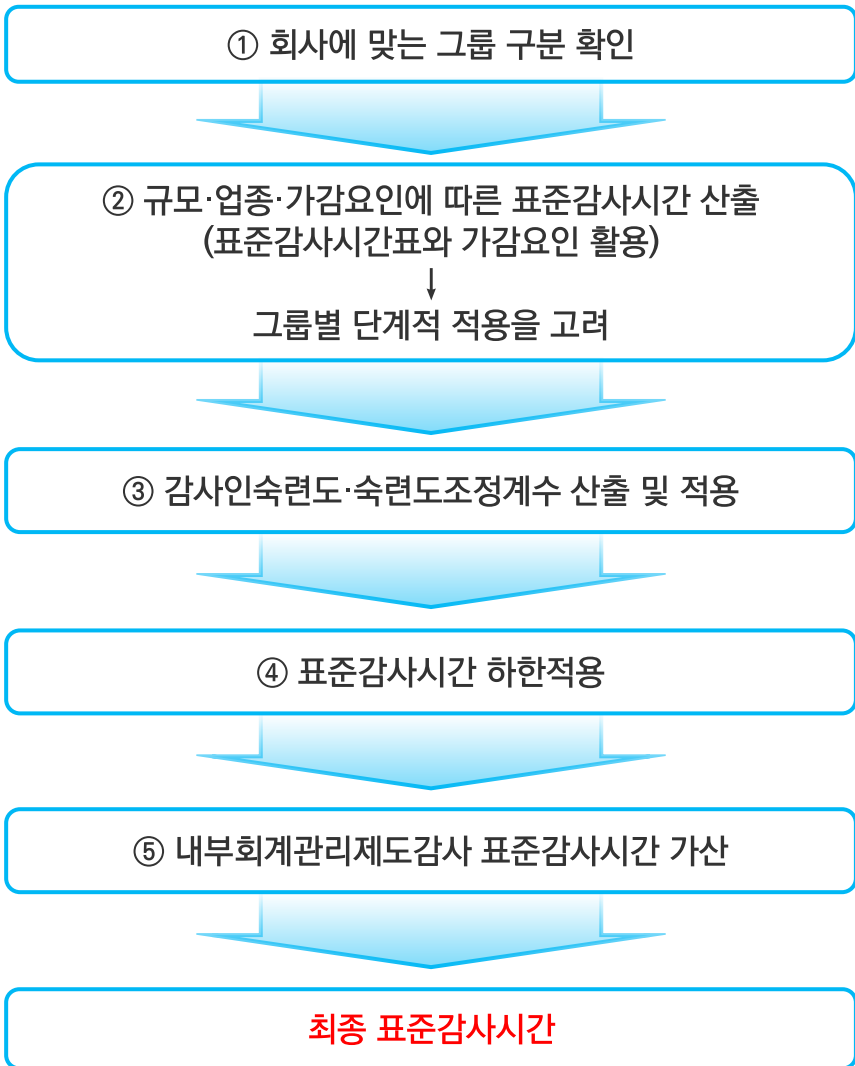 ① 회사에 맞는 그룹 구분 확인
② 규모·업종·가감요인에 따른 표준감사시간 산출
(표준감사시간표와 가감요인 활용)
↓
그룹별 단계적 적용을 고려
③ 감사인숙련도·숙련도조정계수 산출 및 적용
④ 표준감사시간 하한적용
⑤ 내부회계관리제도감사 표준감사시간 가산
최종 표준감사시간